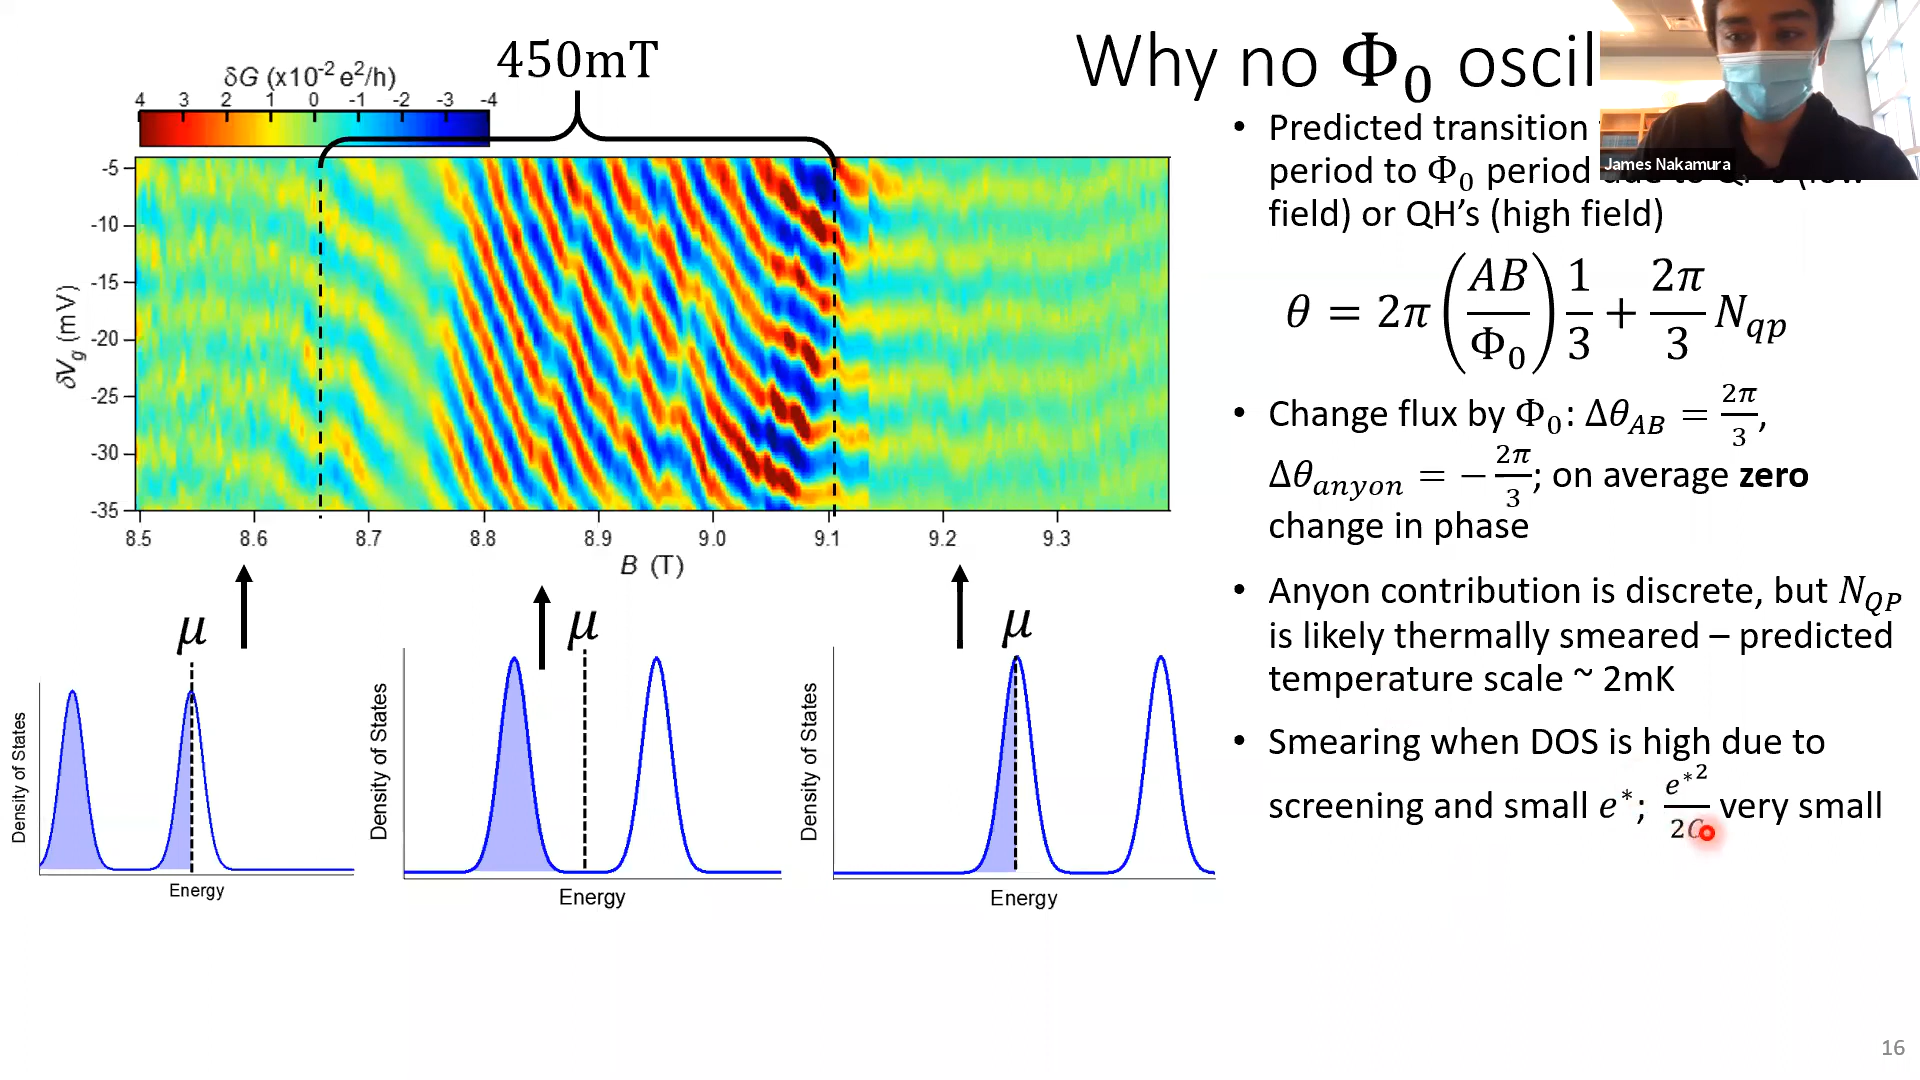 Why no Φ₀ oscil
450mT
δG (x10⁻² e²/h)
4 3 2 1 0 -1 -2 -3 -4
δV_g (mV)
-5
-10
-15
-20
-25
-30
-35
8.5 8.6 8.7 8.8 8.9 9.0 9.1 9.2 9.3
B (T)
μ
Density of States
Energy
μ
Density of States
Energy
μ
Density of States
Energy
James Nakamura
• Predicted transition
period to Φ₀ period
field) or QH’s (high field)
θ = 2π (AB/Φ₀) 1/3 + 2π/3 N_qp
• Change flux by Φ₀: Δθ_AB = 2π/3,
Δθ_anyon = −2π/3; on average zero
change in phase
• Anyon contribution is discrete, but N_QP
is likely thermally smeared – predicted
temperature scale ~ 2mK
• Smearing when DOS is high due to
screening and small e*; e*²/2C very small
16